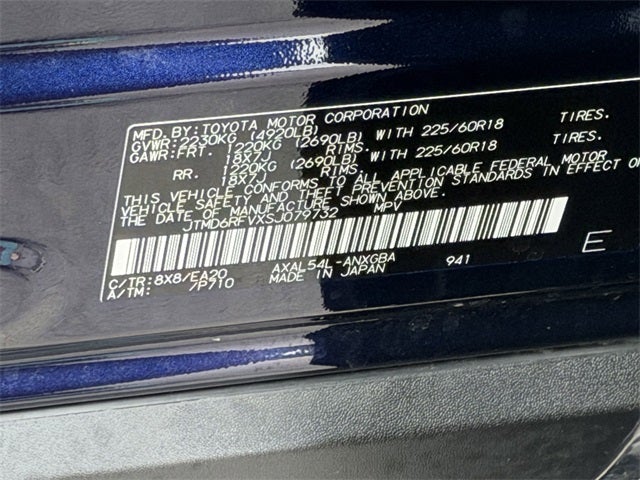 MFD. BY: TOYOTA MOTOR CORPORATION
GVWR: 2230KG (4920LB)
GAWR: FRT. 1220KG (2690LB) WITH 225/60R18 TIRES.
18X7J RIMS.
RR. 1220KG (2690LB) WITH 225/60R18 TIRES.
18X7J RIMS.
THIS VEHICLE CONFORMS TO ALL APPLICABLE FEDERAL MOTOR
VEHICLE SAFETY AND THEFT PREVENTION STANDARDS IN EFFECT ON
THE DATE OF MANUFACTURE SHOWN ABOVE.
JTMD6RFVXSJ079732 MPV
E
C/TR: 8X8/EA20 AXAL54L-ANXGBA 941
A/TM: /P710 MADE IN JAPAN